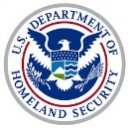 U.S. DEPARTMENT OF
HOMELAND SECURITY